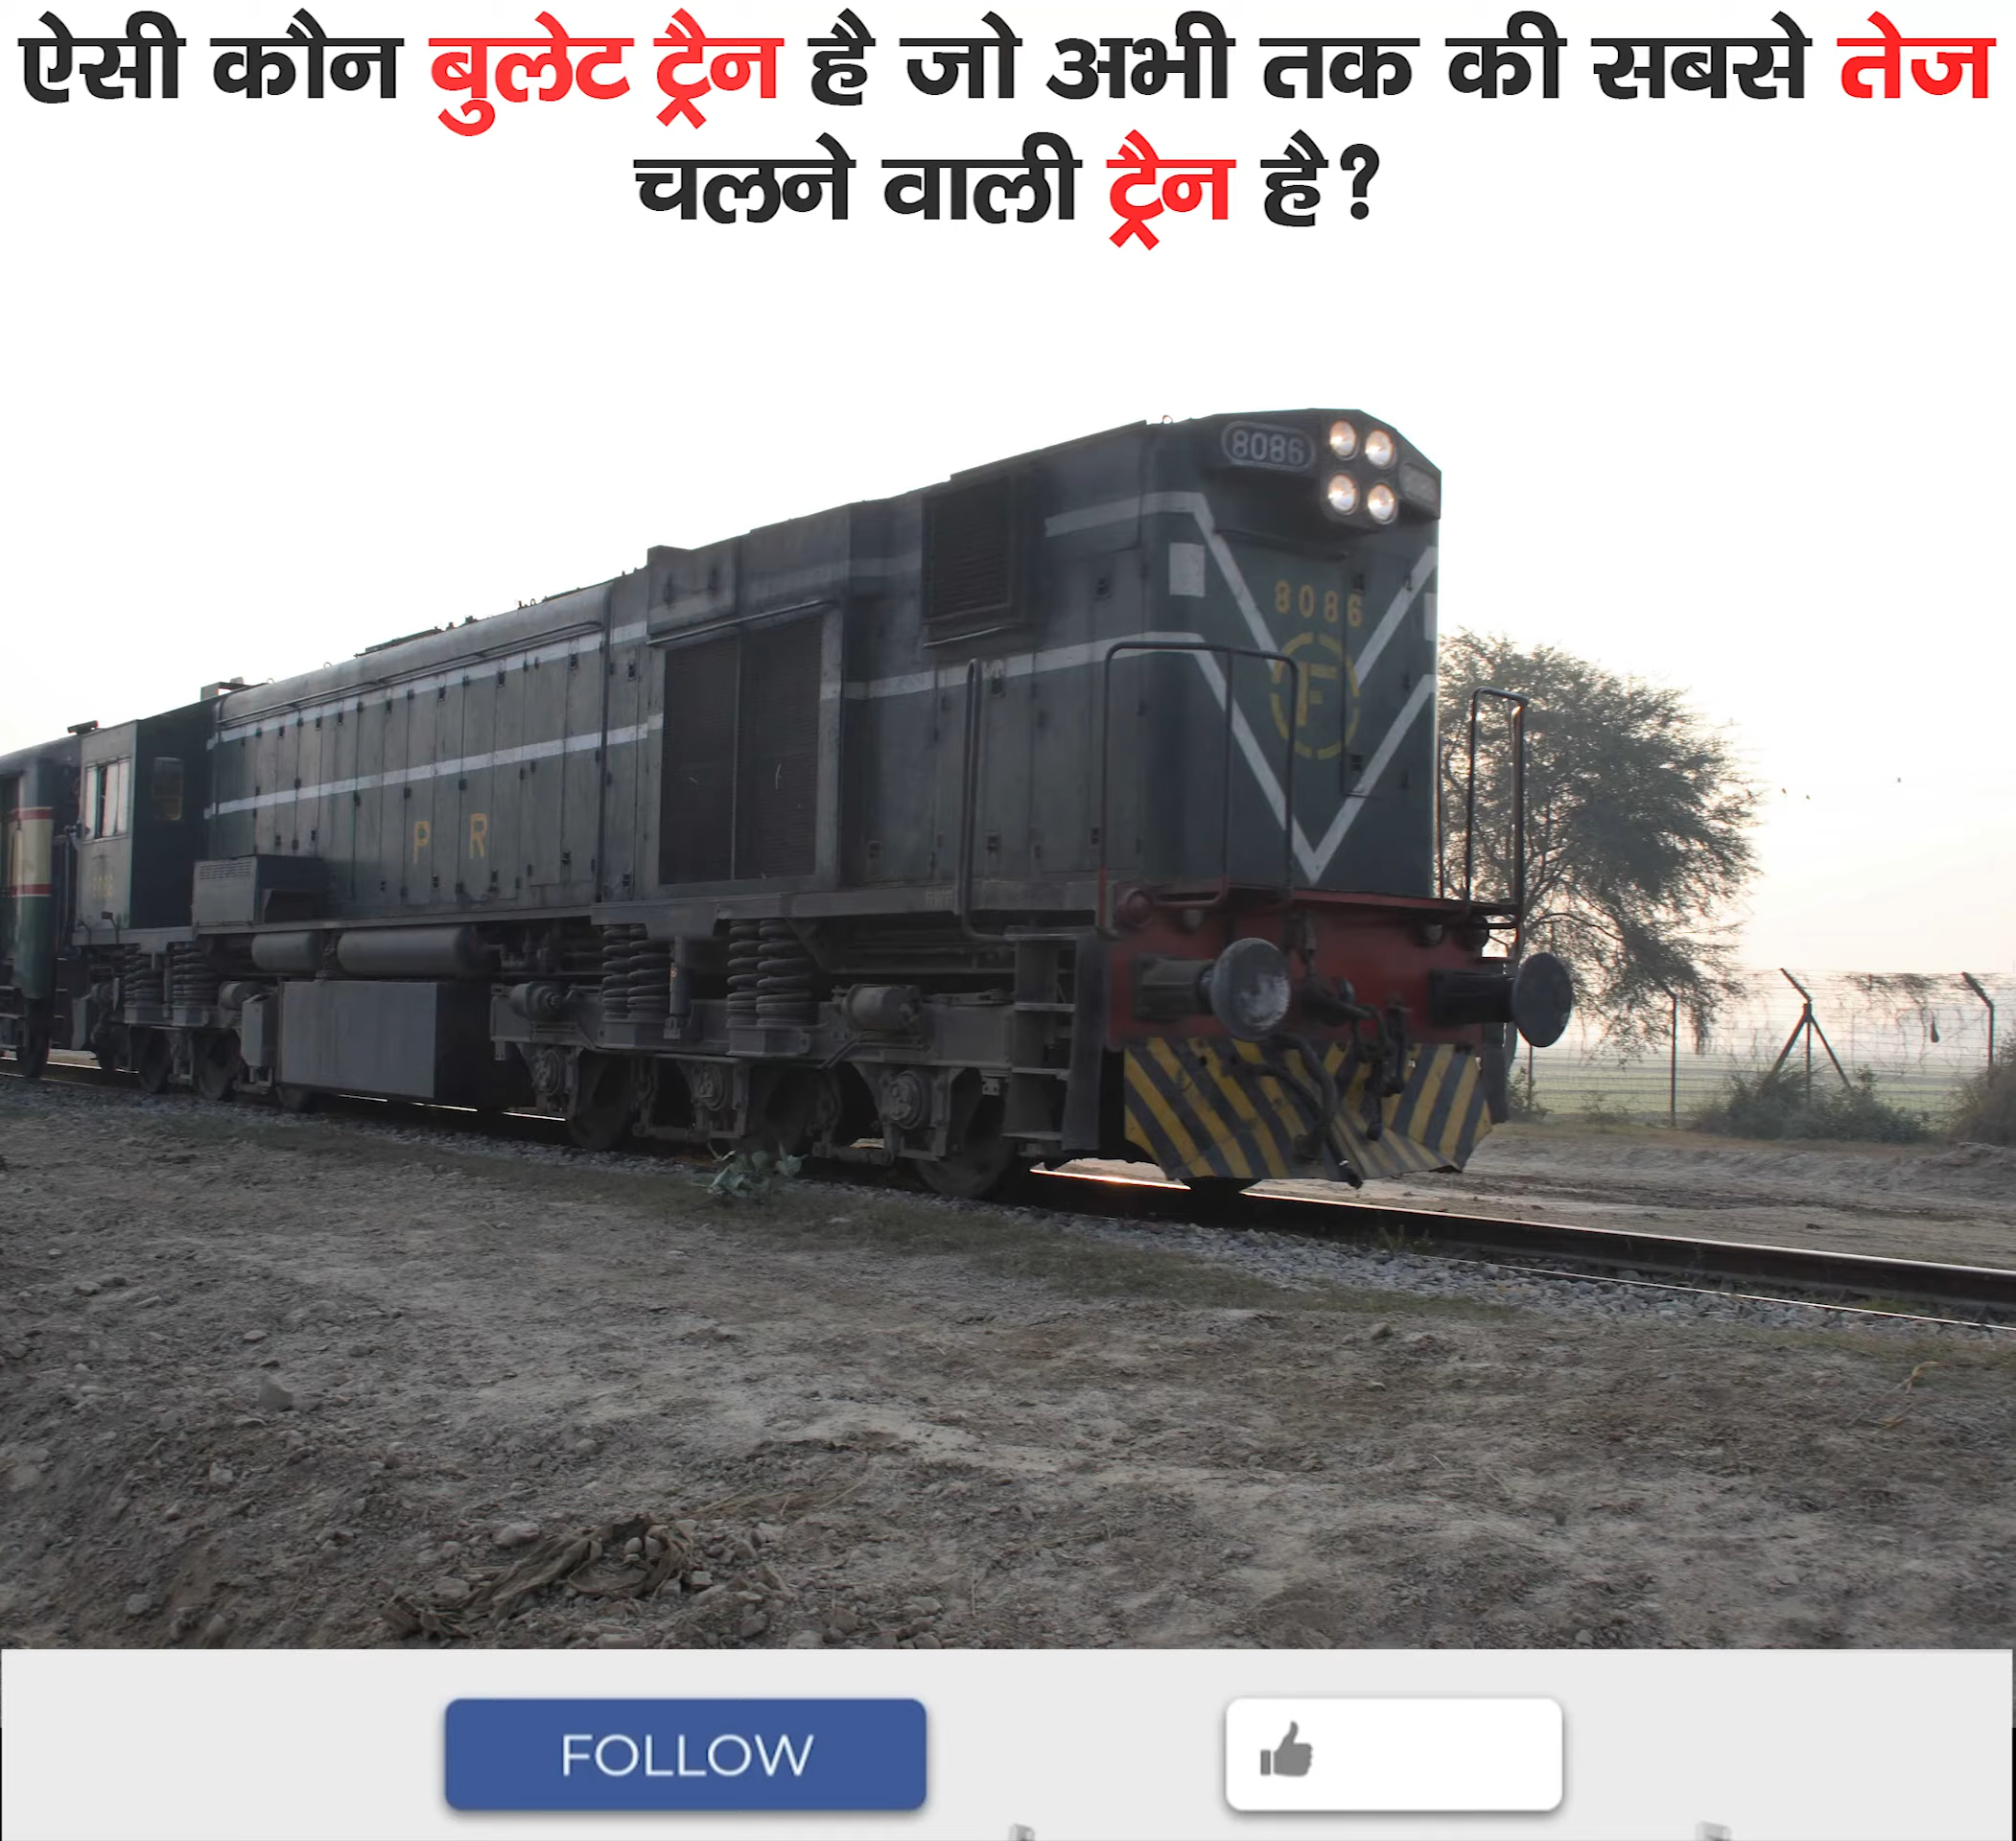 ऐसी कौन बुलेट ट्रैन है जो अभी तक की सबसे तेज
चलने वाली ट्रैन है?
8086
8086
F
P R
FOLLOW